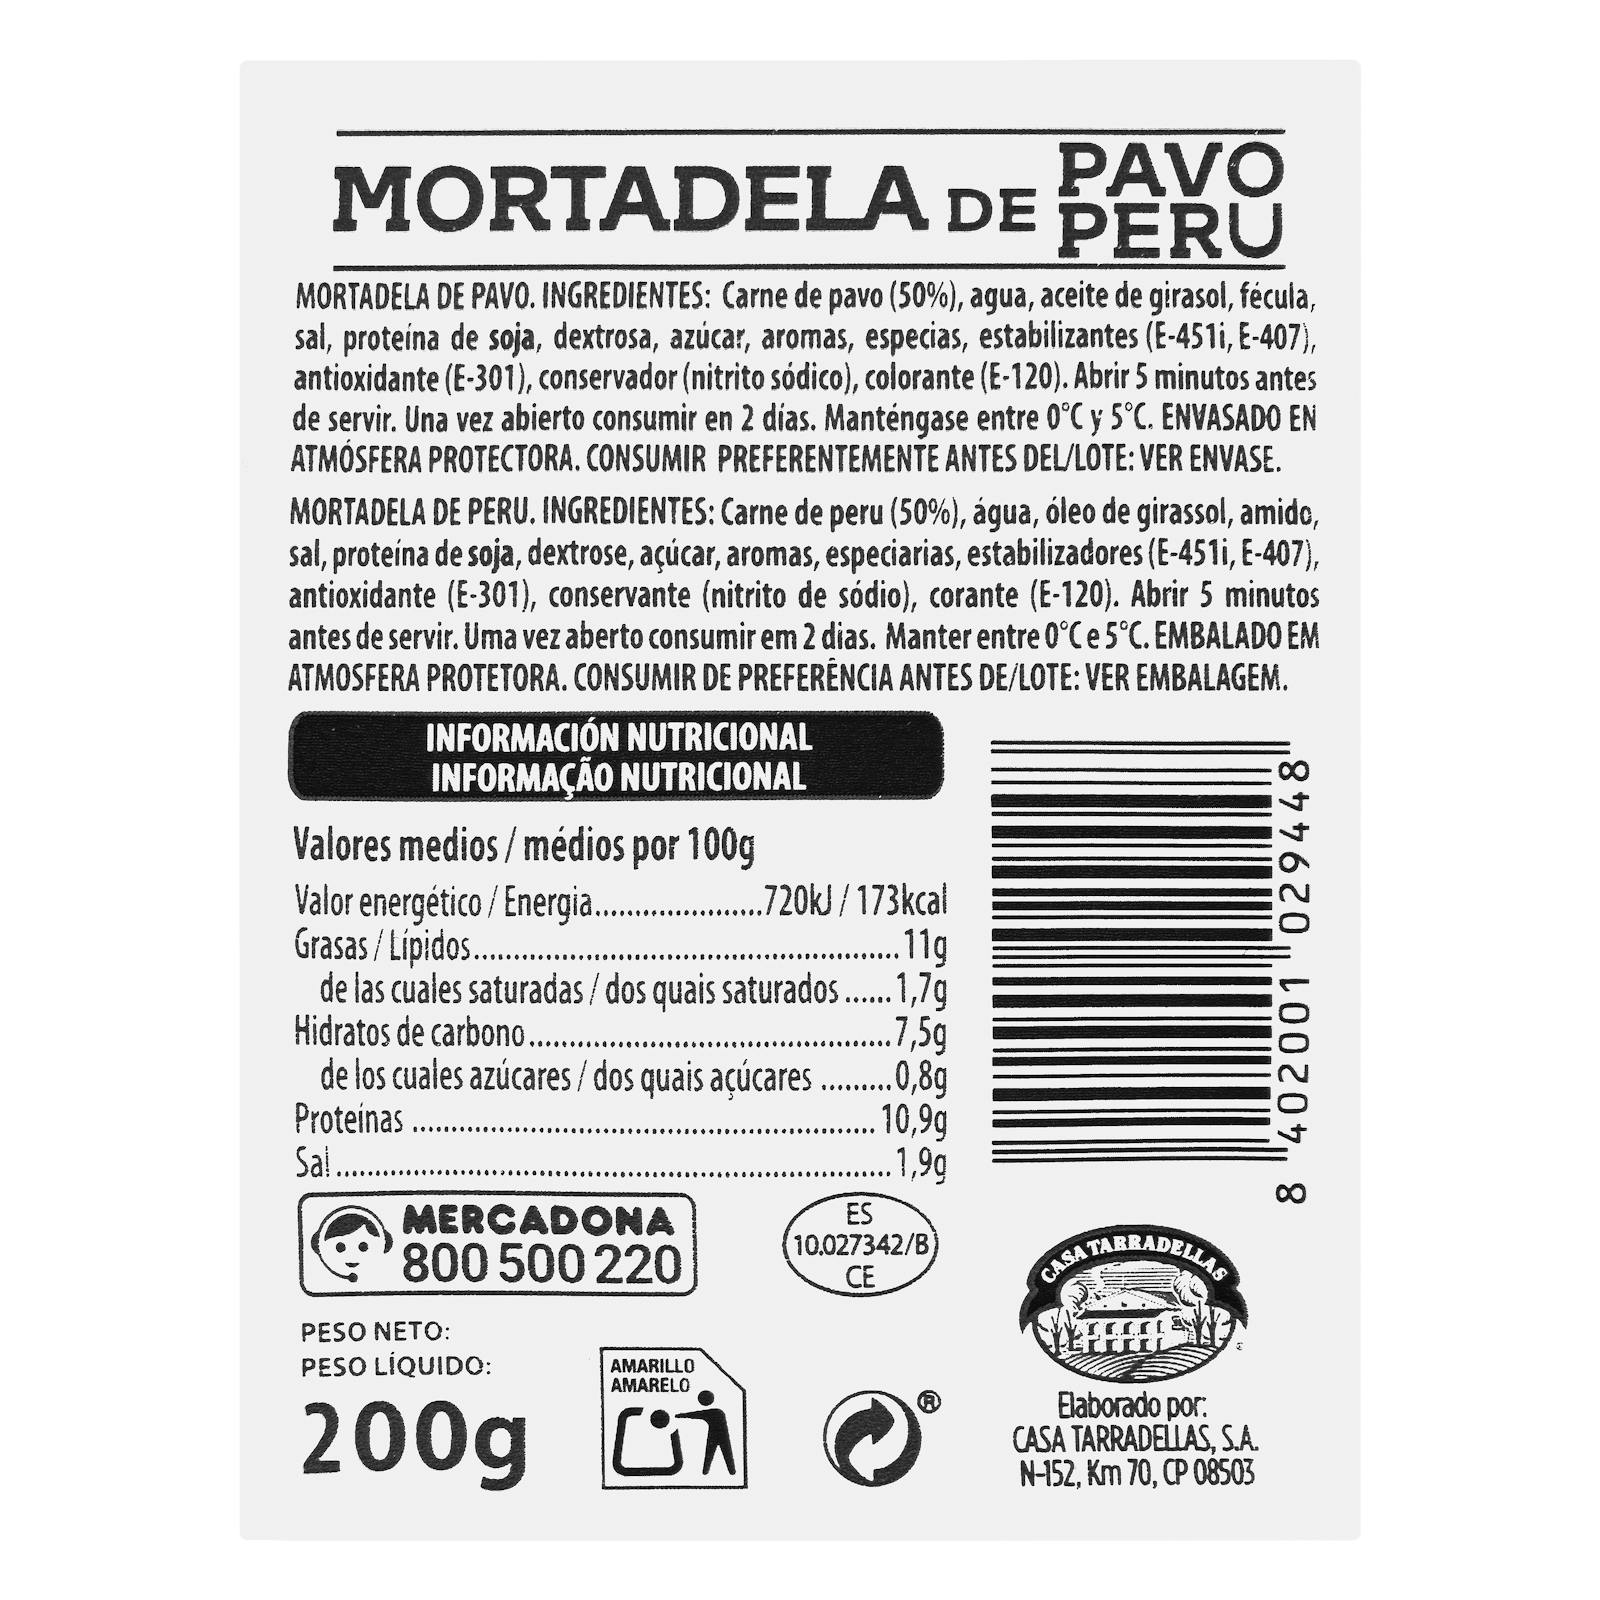 MORTADELA DE PAVO
PERU
MORTADELA DE PAVO. INGREDIENTES: Carne de pavo (50%), agua, aceite de girasol, fécula,
sal, proteína de soja, dextrosa, azúcar, aromas, especias, estabilizantes (E-451i, E-407),
antioxidante (E-301), conservador (nitrito sódico), colorante (E-120). Abrir 5 minutos antes
de servir. Una vez abierto consumir en 2 días. Manténgase entre 0°C y 5°C. ENVASADO EN
ATMÓSFERA PROTECTORA. CONSUMIR PREFERENTEMENTE ANTES DEL/LOTE: VER ENVASE.
MORTADELA DE PERU. INGREDIENTES: Carne de peru (50%), água, óleo de girassol, amido,
sal, proteína de soja, dextrose, açúcar, aromas, especiarias, estabilizadores (E-451i, E-407),
antioxidante (E-301), conservante (nitrito de sódio), corante (E-120). Abrir 5 minutos
antes de servir. Uma vez aberto consumir em 2 dias. Manter entre 0°C e 5°C. EMBALADO EM
ATMOSFERA PROTETORA. CONSUMIR DE PREFERÊNCIA ANTES DE/LOTE: VER EMBALAGEM.
INFORMACIÓN NUTRICIONAL
INFORMAÇÃO NUTRICIONAL
Valores medios / médios por 100g
Valor energético / Energia.....................720kJ / 173kcal
Grasas / Lípidos..................................................... 11g
de las cuales saturadas / dos quais saturados ......1,7g
Hidratos de carbono.............................................7,5g
de los cuales azúcares / dos quais açúcares .........0,8g
Proteínas .......................................................... 10,9g
Sal ..................................................................... 1,9g
8 402001 029448
MERCADONA
800 500 220
ES
10.027342/B
CE
CASA TARRADELLAS
PESO NETO:
PESO LÍQUIDO:
200g
AMARILLO
AMARELO
®
Elaborado por:
CASA TARRADELLAS, S.A.
N-152, Km 70, CP 08503